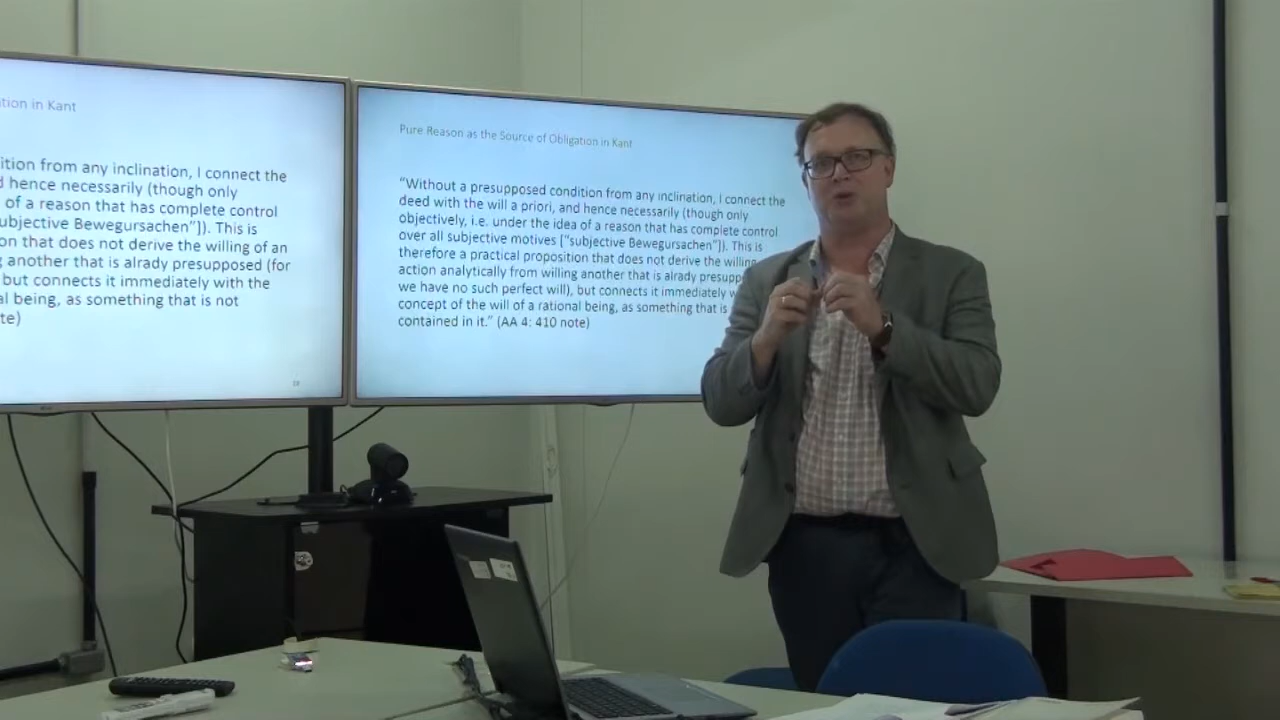 tion in Kant
ition from any inclination, I connect the
d hence necessarily (though only
of a reason that has complete control
subjective Bewegursachen"]). This is
on that does not derive the willing of an
g another that is alrady presupposed (for
but connects it immediately with the
al being, as something that is not
te)
Pure Reason as the Source of Obligation in Kant
“Without a presupposed condition from any inclination, I connect the
deed with the will a priori, and hence necessarily (though only
objectively, i.e. under the idea of a reason that has complete control
over all subjective motives [“subjective Bewegursachen”]). This is
therefore a practical proposition that does not derive the willing
action analytically from willing another that is alrady presupp
we have no such perfect will), but connects it immediately w
concept of the will of a rational being, as something that is
contained in it.” (AA 4: 410 note)